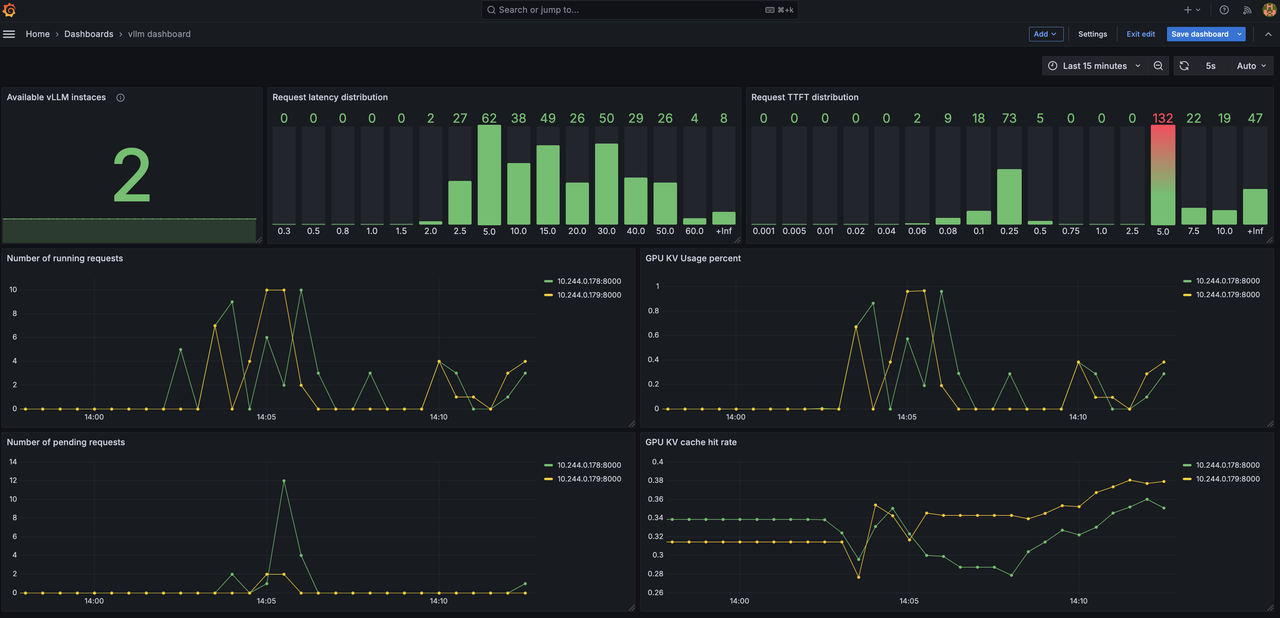 Search or jump to... ⌘+k
Home › Dashboards › vllm dashboard
Add Settings Exit edit Save dashboard
Last 15 minutes 5s Auto
Available vLLM instaces
2
Request latency distribution
0 0 0 0 0 2 27 62 38 49 26 50 29 26 4 8
0.3 0.5 0.8 1.0 1.5 2.0 2.5 5.0 10.0 15.0 20.0 30.0 40.0 50.0 60.0 +Inf
Request TTFT distribution
0 0 0 0 0 2 9 18 73 5 0 0 0 132 22 19 47
0.001 0.005 0.01 0.02 0.04 0.06 0.08 0.1 0.25 0.5 0.75 1.0 2.5 5.0 7.5 10.0 +Inf
Number of running requests
10
8
6
4
2
0
14:00 14:05 14:10
10.244.0.178:8000
10.244.0.179:8000
GPU KV Usage percent
1
0.8
0.6
0.4
0.2
0
14:00 14:05 14:10
10.244.0.178:8000
10.244.0.179:8000
Number of pending requests
14
12
10
8
6
4
2
0
14:00 14:05 14:10
10.244.0.178:8000
10.244.0.179:8000
GPU KV cache hit rate
0.4
0.38
0.36
0.34
0.32
0.3
0.28
0.26
14:00 14:05 14:10
10.244.0.178:8000
10.244.0.179:8000